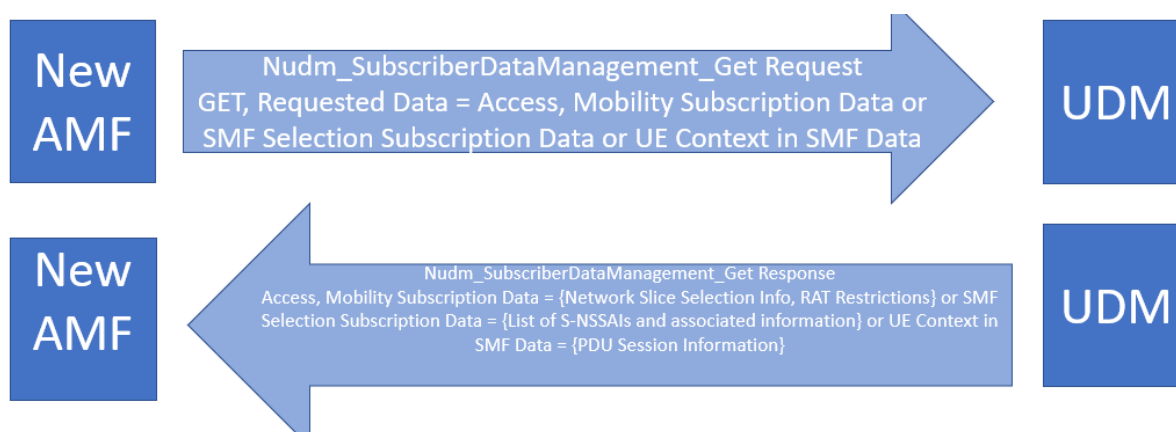 New
AMF
Nudm_SubscriberDataManagement_Get Request
GET, Requested Data = Access, Mobility Subscription Data or
SMF Selection Subscription Data or UE Context in SMF Data
UDM
New
AMF
Nudm_SubscriberDataManagement_Get Response
Access, Mobility Subscription Data = {Network Slice Selection Info, RAT Restrictions} or SMF
Selection Subscription Data = {List of S-NSSAIs and associated information} or UE Context in
SMF Data = {PDU Session Information}
UDM